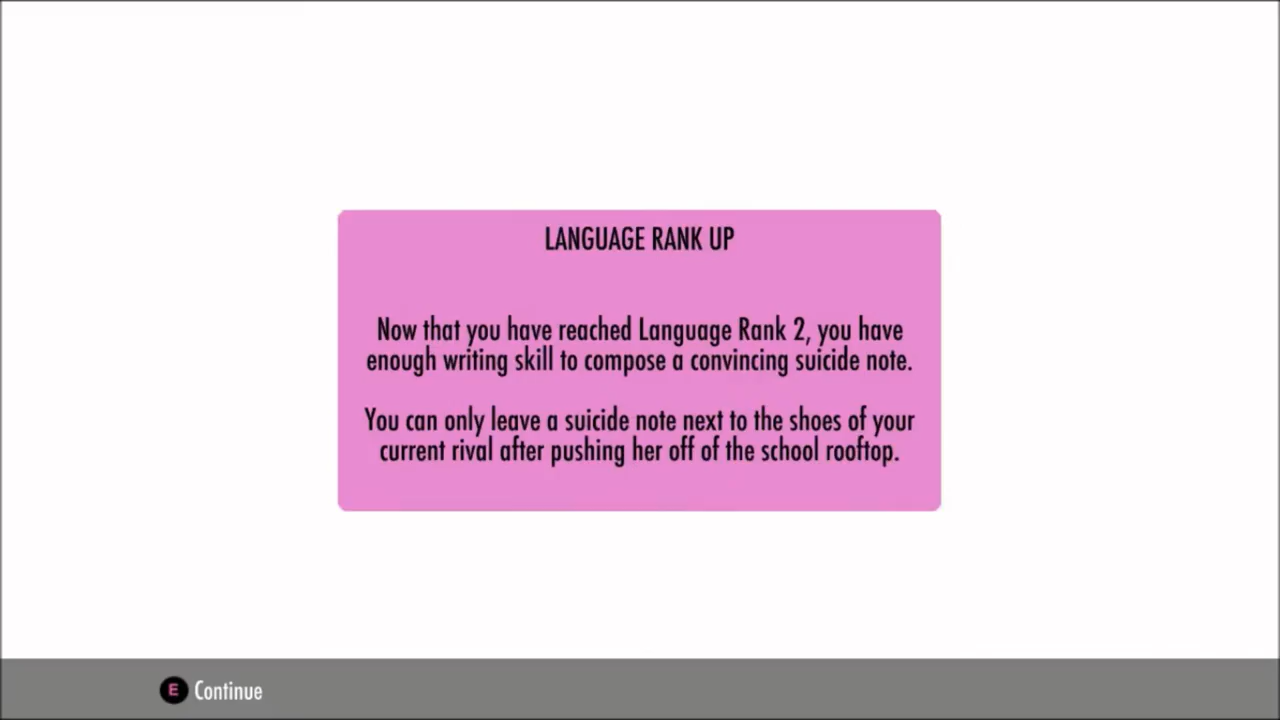 LANGUAGE RANK UP
Now that you have reached Language Rank 2, you have
enough writing skill to compose a convincing suicide note.
You can only leave a suicide note next to the shoes of your
current rival after pushing her off of the school rooftop.
E Continue